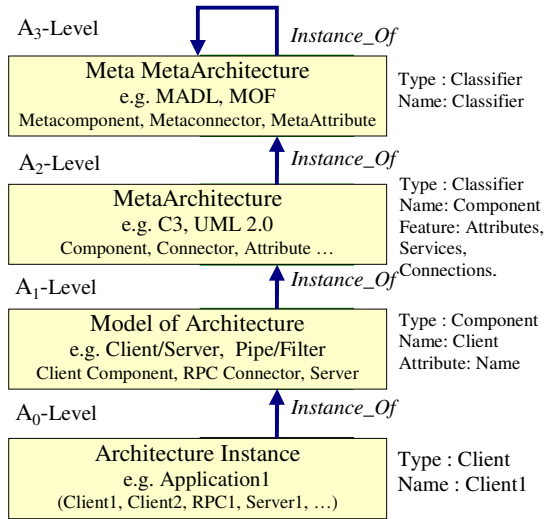 A3-Level
Instance_Of
Meta MetaArchitecture
e.g. MADL, MOF
Metacomponent, Metaconnector, MetaAttribute
Type : Classifier
Name: Classifier
A2-Level
Instance_Of
MetaArchitecture
e.g. C3, UML 2.0
Component, Connector, Attribute …
Type : Classifier
Name: Component
Feature: Attributes,
Services,
Connections.
A1-Level
Instance_Of
Model of Architecture
e.g. Client/Server, Pipe/Filter
Client Component, RPC Connector, Server
Type : Component
Name: Client
Attribute: Name
A0-Level
Instance_Of
Architecture Instance
e.g. Application1
(Client1, Client2, RPC1, Server1, …)
Type : Client
Name : Client1